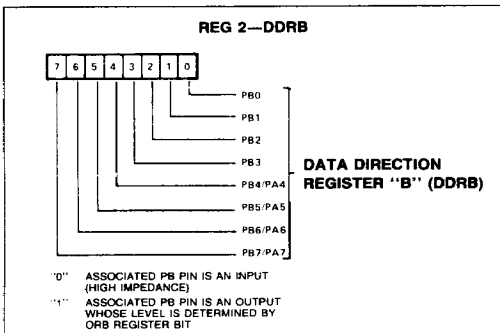 REG 2—DDRB
7 6 5 4 3 2 1 0
PB0
PB1
PB2
PB3
PB4/PA4
PB5/PA5
PB6/PA6
PB7/PA7
DATA DIRECTION
REGISTER "B" (DDRB)
"0" ASSOCIATED PB PIN IS AN INPUT
(HIGH IMPEDANCE)
"1" ASSOCIATED PB PIN IS AN OUTPUT
WHOSE LEVEL IS DETERMINED BY
ORB REGISTER BIT